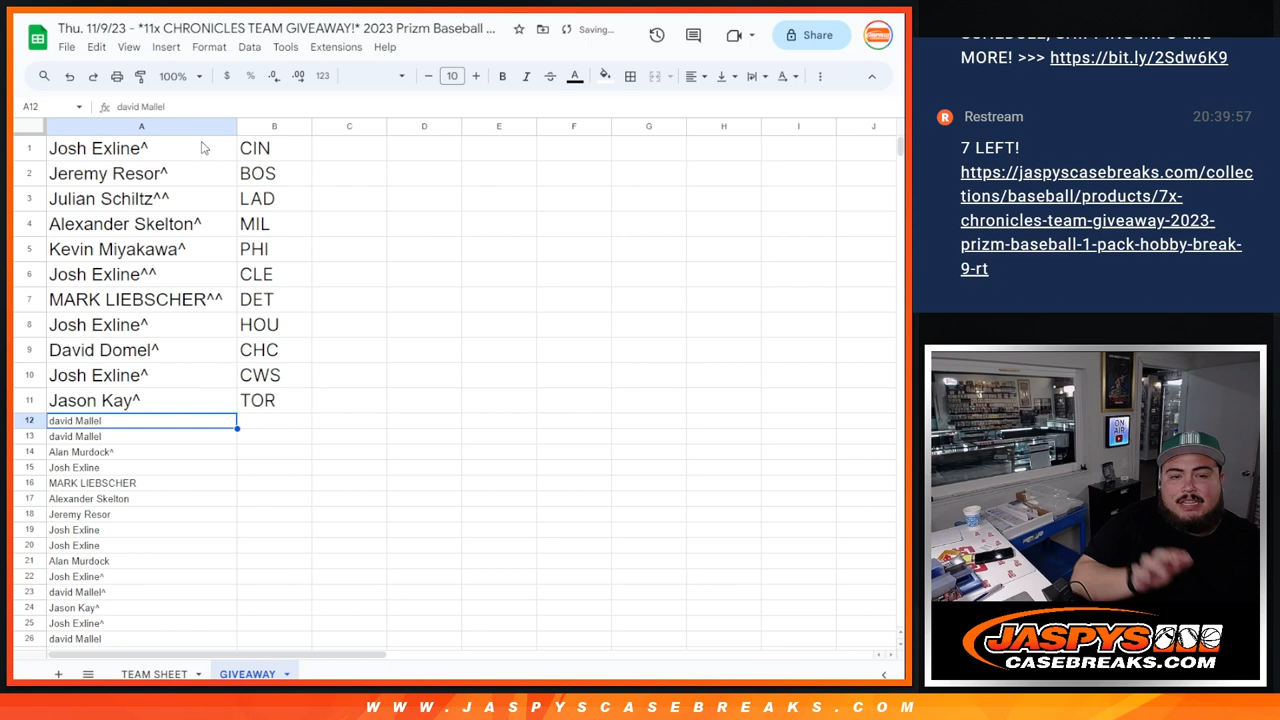 Thu. 11/9/23 - *11x CHRONICLES TEAM GIVEAWAY!* 2023 Prizm Baseball ...
Saving...
Share
File Edit View Insert Format Data Tools Extensions Help
100% $ % .0 .00 123 10 B I S A
A12 fx david Mallel
A B C D E F G H I J
1 Josh Exline^ CIN
2 Jeremy Resor^ BOS
3 Julian Schiltz^^ LAD
4 Alexander Skelton^ MIL
5 Kevin Miyakawa^ PHI
6 Josh Exline^^ CLE
7 MARK LIEBSCHER^^ DET
8 Josh Exline^ HOU
9 David Domel^ CHC
10 Josh Exline^ CWS
11 Jason Kay^ TOR
12 david Mallel
13 david Mallel
14 Alan Murdock^
15 Josh Exline
16 MARK LIEBSCHER
17 Alexander Skelton
18 Jeremy Resor
19 Josh Exline
20 Josh Exline
21 Alan Murdock
22 Josh Exline^
23 david Mallel^
24 Jason Kay^
25 Josh Exline^
26 david Mallel
TEAM SHEET GIVEAWAY
MORE! >>> https://bit.ly/2Sdw6K9
R Restream 20:39:57
7 LEFT!
https://jaspyscasebreaks.com/collec
tions/baseball/products/7x-
chronicles-team-giveaway-2023-
prizm-baseball-1-pack-hobby-break-
9-rt
ON AIR
JASPYS
CASEBREAKS.COM
WWW.JASPYSCASEBREAKS.COM